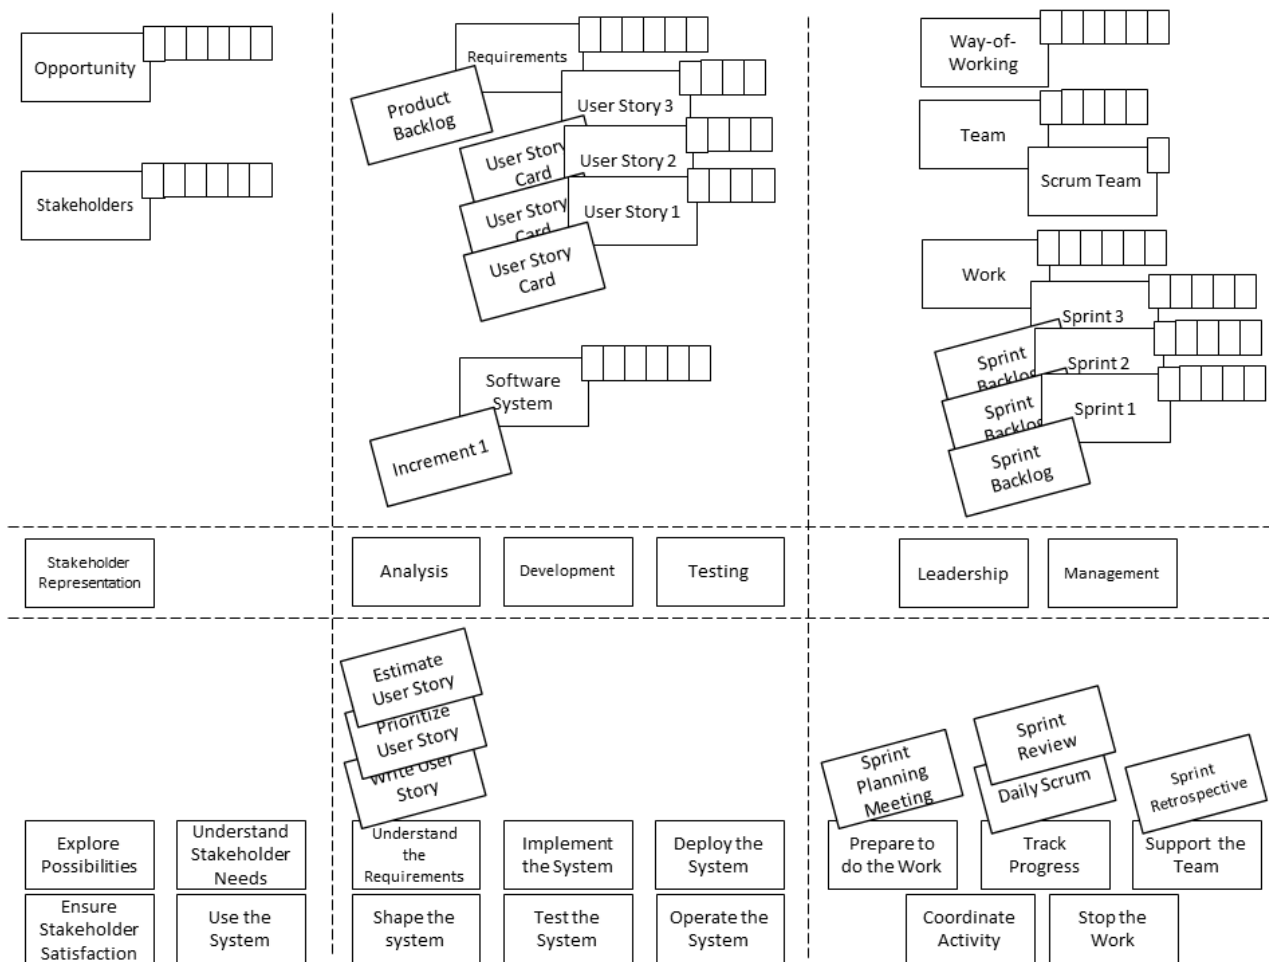 Opportunity
Stakeholders
Requirements
Product
Backlog
User Story 3
User Story
Card
User Story 2
User Story
Card
User Story 1
User Story
Card
Software
System
Increment 1
Way-of-
Working
Team
Scrum Team
Work
Sprint 3
Sprint
Backlog
Sprint 2
Sprint
Backlog
Sprint 1
Sprint
Backlog
Stakeholder
Representation
Analysis
Development
Testing
Leadership
Management
Estimate
User Story
Prioritize
User Story
Write User
Story
Sprint
Planning
Meeting
Sprint
Review
Daily Scrum
Sprint
Retrospective
Explore
Possibilities
Understand
Stakeholder
Needs
Understand
the
Requirements
Implement
the System
Deploy the
System
Prepare to
do the Work
Track
Progress
Support the
Team
Ensure
Stakeholder
Satisfaction
Use the
System
Shape the
system
Test the
System
Operate the
System
Coordinate
Activity
Stop the
Work